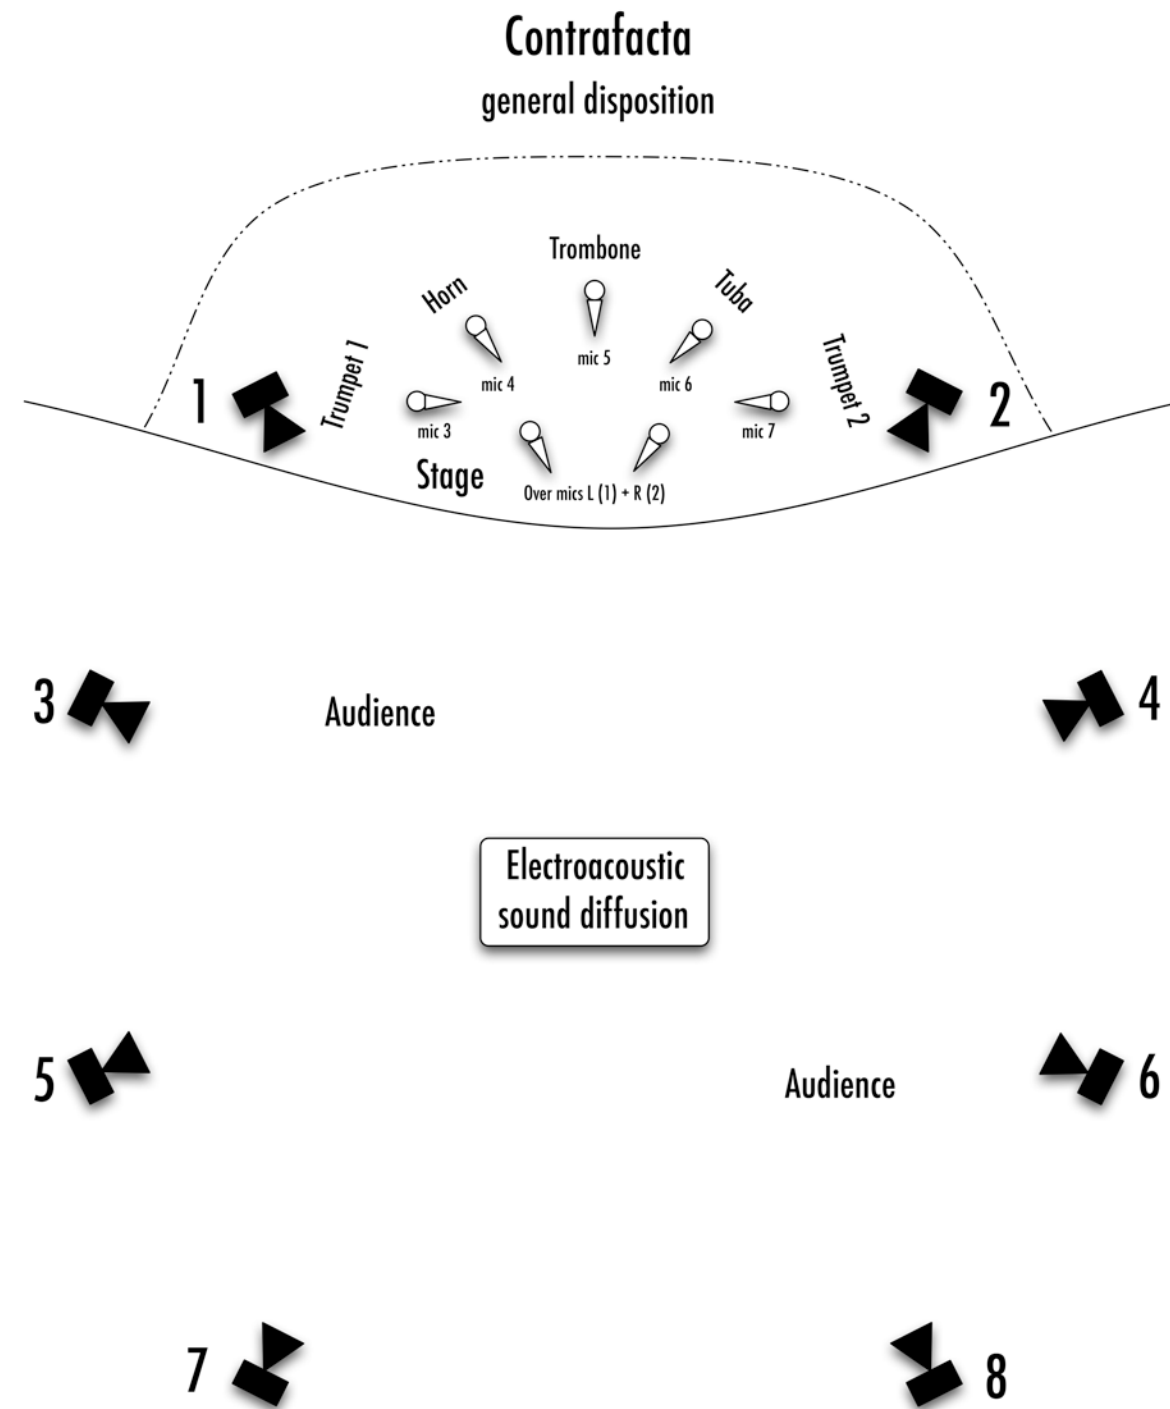 Contrafacta
general disposition
Trombone
Horn
Tuba
mic 5
Trumpet 1
Trumpet 2
mic 4
mic 6
1
2
mic 3
mic 7
Stage
Over mics L (1) + R (2)
3
Audience
4
Electroacoustic
sound diffusion
5
Audience
6
7
8